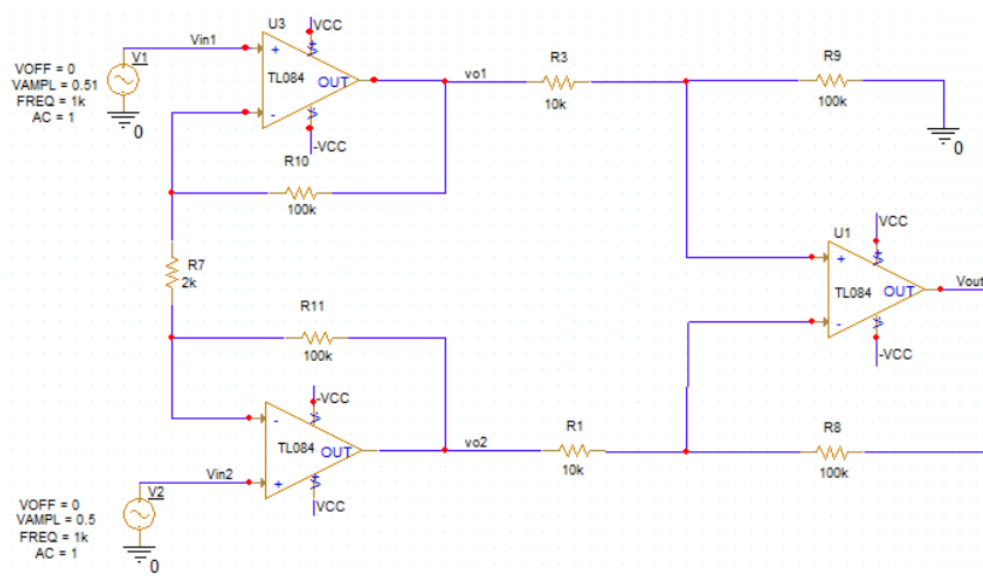 V1
VOFF = 0
VAMPL = 0.51
FREQ = 1k
AC = 1
0
Vin1
U3
VCC
+
TL084
OUT
-
-VCC
vo1
R3
10k
R9
100k
0
R10
100k
R7
2k
R11
100k
U1
VCC
+
TL084
OUT
-
-VCC
Vout
-VCC
-
TL084
OUT
+
VCC
vo2
R1
10k
R8
100k
Vin2
V2
VOFF = 0
VAMPL = 0.5
FREQ = 1k
AC = 1
0